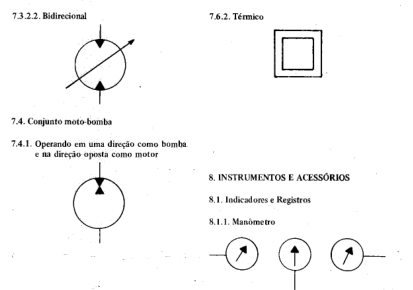 7.3.2.2. Bidirecional
7.4. Conjunto moto-bomba
7.4.1. Operando em uma direção como bomba
e na direção oposta como motor
7.6.2. Térmico
8. INSTRUMENTOS E ACESSÓRIOS
8.1. Indicadores e Registros
8.1.1. Manômetro